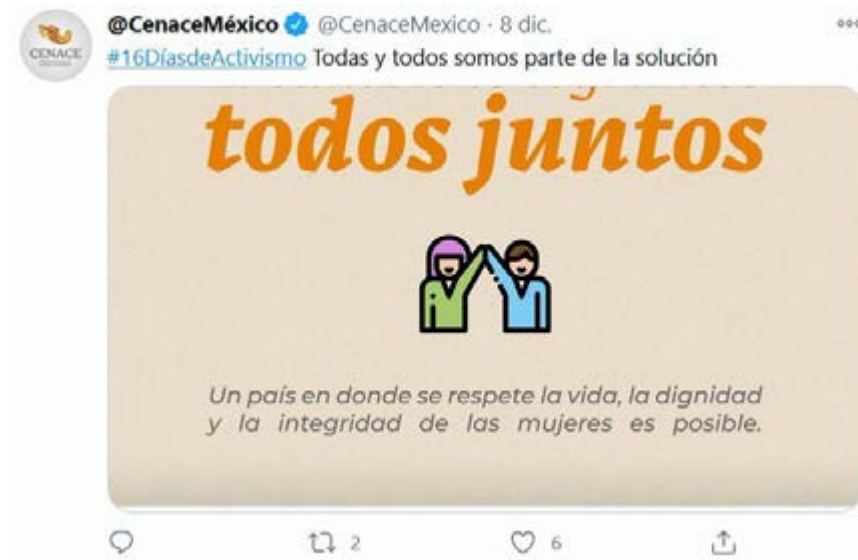 @CenaceMéxico @CenaceMexico · 8 dic.
CENACE
#16DíasdeActivismo Todas y todos somos parte de la solución
todos juntos
Un país en donde se respete la vida, la dignidad
y la integridad de las mujeres es posible.
2 6